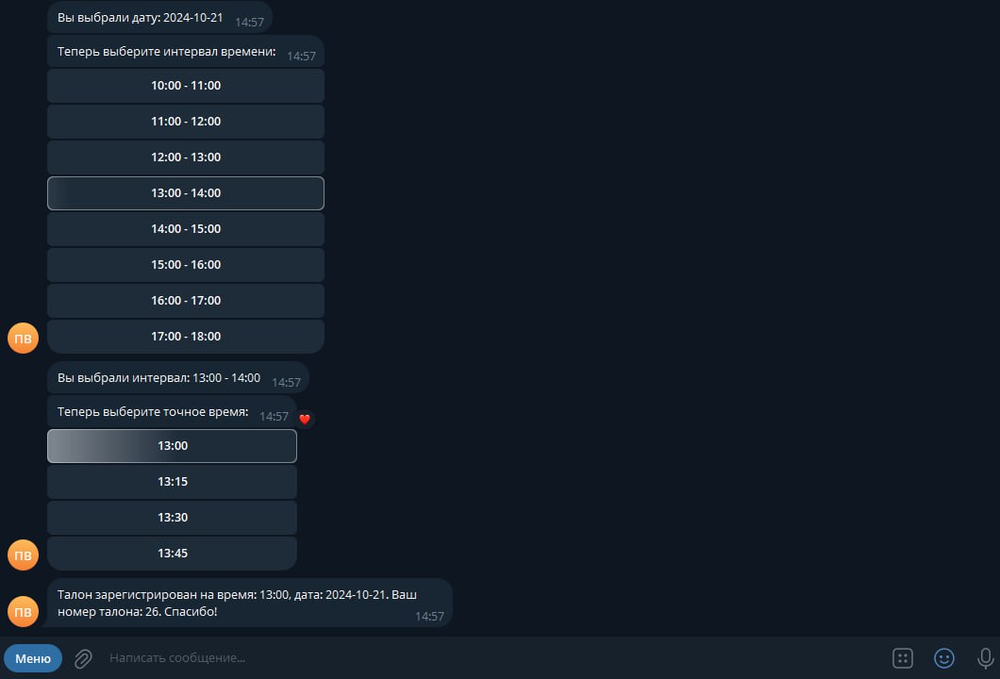 Вы выбрали дату: 2024-10-21 14:57
Теперь выберите интервал времени: 14:57
10:00 - 11:00
11:00 - 12:00
12:00 - 13:00
13:00 - 14:00
14:00 - 15:00
15:00 - 16:00
16:00 - 17:00
ПВ
17:00 - 18:00
Вы выбрали интервал: 13:00 - 14:00 14:57
Теперь выберите точное время: 14:57
13:00
13:15
13:30
ПВ
13:45
Талон зарегистрирован на время: 13:00, дата: 2024-10-21. Ваш
номер талона: 26. Спасибо! 14:57
ПВ
Меню
Написать сообщение...